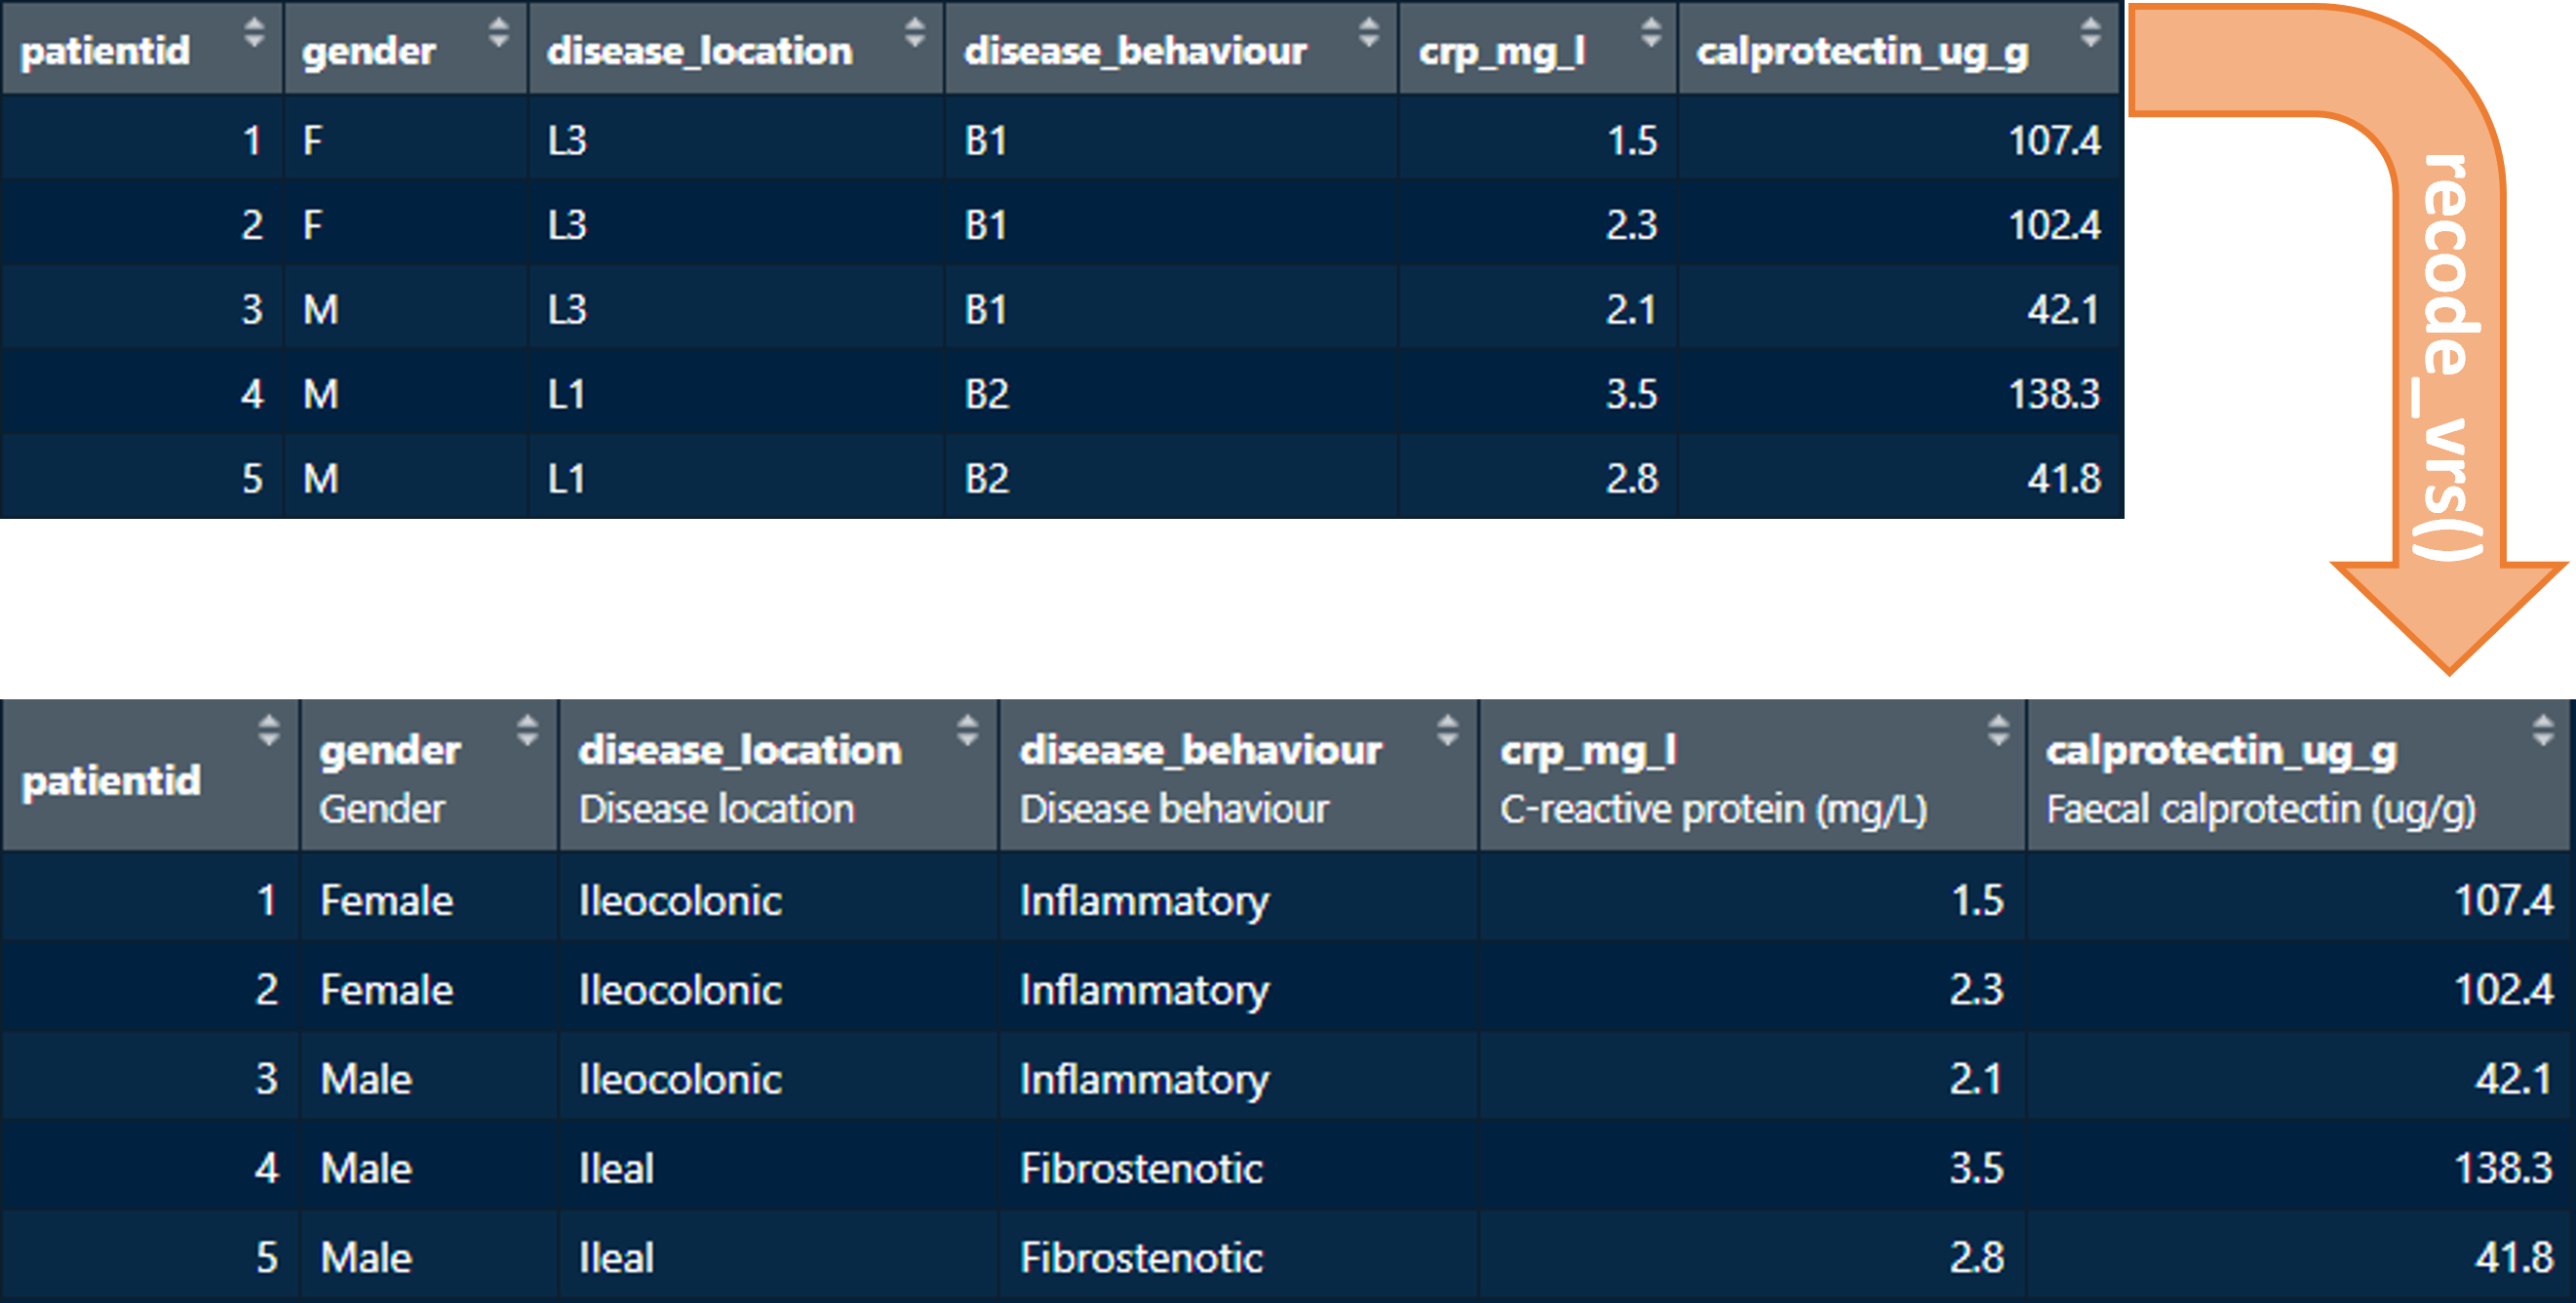 patientid gender disease_location disease_behaviour crp_mg_l calprotectin_ug_g
1 F L3 B1 1.5 107.4
2 F L3 B1 2.3 102.4
3 M L3 B1 2.1 42.1
4 M L1 B2 3.5 138.3
5 M L1 B2 2.8 41.8
recode_vrs()
patientid gender disease_location disease_behaviour crp_mg_l calprotectin_ug_g
Gender Disease location Disease behaviour C-reactive protein (mg/L) Faecal calprotectin (ug/g)
1 Female Ileocolonic Inflammatory 1.5 107.4
2 Female Ileocolonic Inflammatory 2.3 102.4
3 Male Ileocolonic Inflammatory 2.1 42.1
4 Male Ileal Fibrostenotic 3.5 138.3
5 Male Ileal Fibrostenotic 2.8 41.8